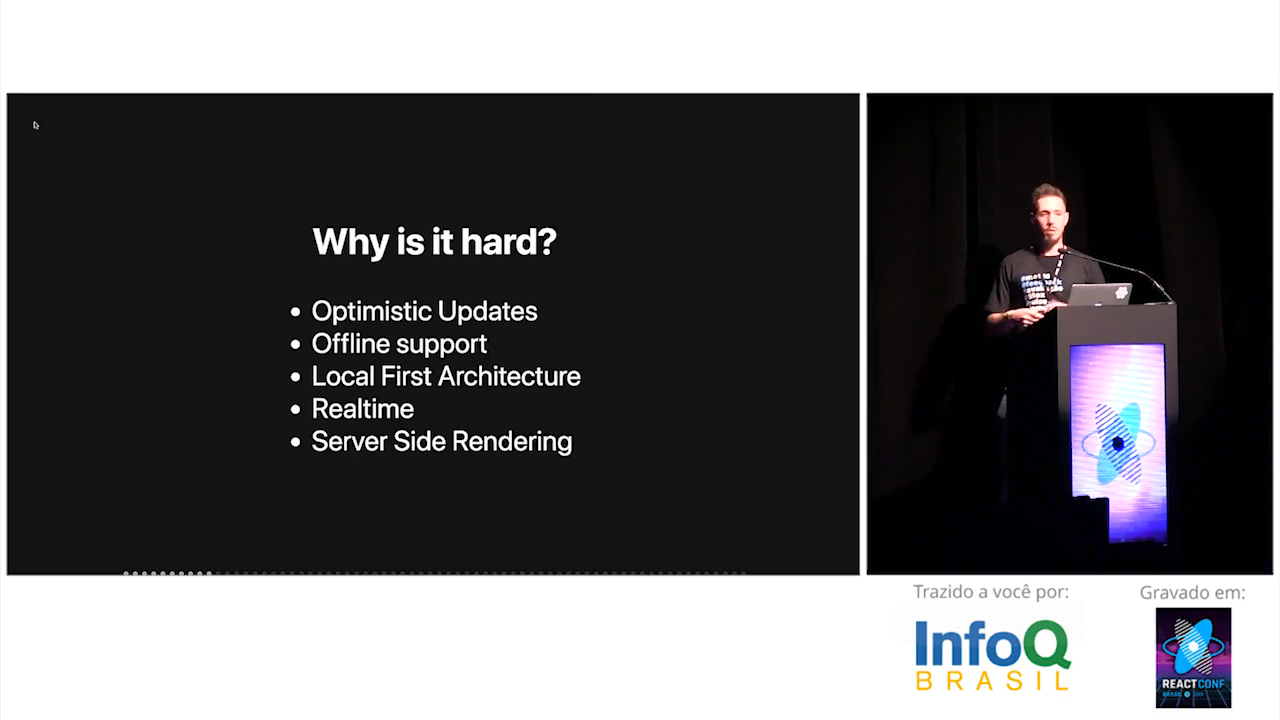 Why is it hard?
• Optimistic Updates
• Offline support
• Local First Architecture
• Realtime
• Server Side Rendering
Trazido a você por:
InfoQ
BRASIL
Gravado em:
REACTCONF
BRASIL